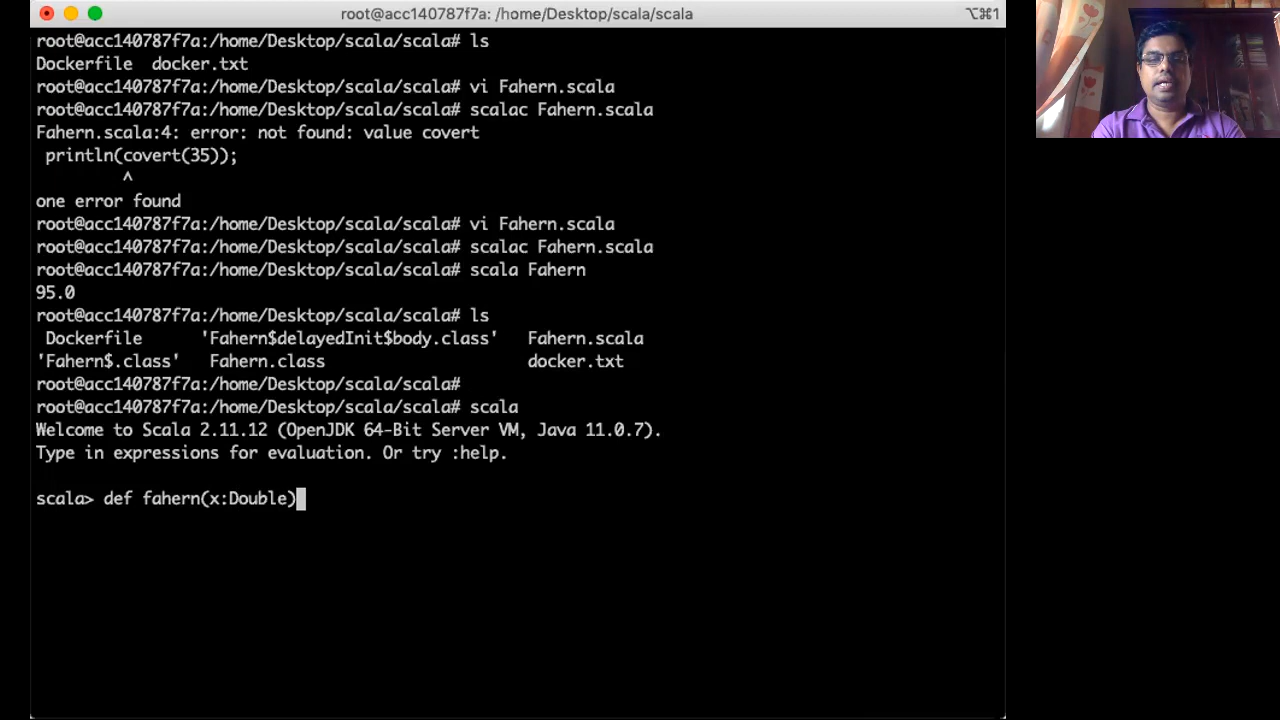 root@acc140787f7a: /home/Desktop/scala/scala
⌥⌘1
root@acc140787f7a:/home/Desktop/scala/scala# ls
Dockerfile  docker.txt
root@acc140787f7a:/home/Desktop/scala/scala# vi Fahern.scala
root@acc140787f7a:/home/Desktop/scala/scala# scalac Fahern.scala
Fahern.scala:4: error: not found: value covert
 println(covert(35));
         ^
one error found
root@acc140787f7a:/home/Desktop/scala/scala# vi Fahern.scala
root@acc140787f7a:/home/Desktop/scala/scala# scalac Fahern.scala
root@acc140787f7a:/home/Desktop/scala/scala# scala Fahern
95.0
root@acc140787f7a:/home/Desktop/scala/scala# ls
 Dockerfile      'Fahern$delayedInit$body.class'   Fahern.scala
'Fahern$.class'   Fahern.class                     docker.txt
root@acc140787f7a:/home/Desktop/scala/scala#
root@acc140787f7a:/home/Desktop/scala/scala# scala
Welcome to Scala 2.11.12 (OpenJDK 64-Bit Server VM, Java 11.0.7).
Type in expressions for evaluation. Or try :help.
scala> def fahern(x:Double)